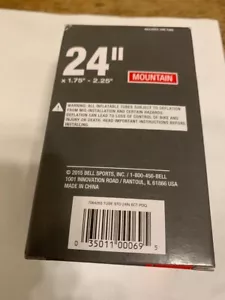 24"
x 1.75" - 2.25"
MOUNTAIN
WARNING: ALL INFLATABLE TUBES SUBJECT TO DEFLATION
FROM MIS-INSTALLATION AND CERTAIN HAZARDS.
DEFLATION CAN LEAD TO LOSS OF CONTROL OF BIKE AND
INJURY OR DEATH. READ IMPORTANT INSTRUCTIONS BEFORE
INSTALLING.
© 2015 BELL SPORTS, INC. / 1-800-456-BELL
1001 INNOVATION ROAD / RANTOUL, IL 61866 USA
MADE IN CHINA
0 35011 00069 5